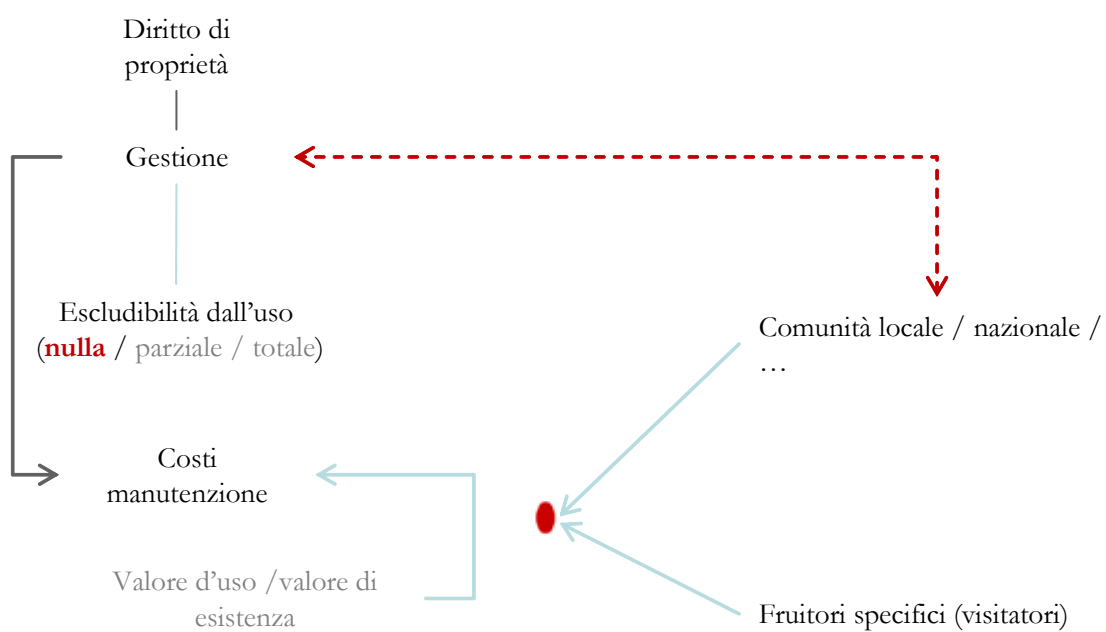 Diritto di
proprietà
Gestione
Escludibilità dall’uso
(nulla / parziale / totale)
Comunità locale / nazionale /
…
Costi
manutenzione
Valore d’uso /valore di
esistenza
Fruitori specifici (visitatori)